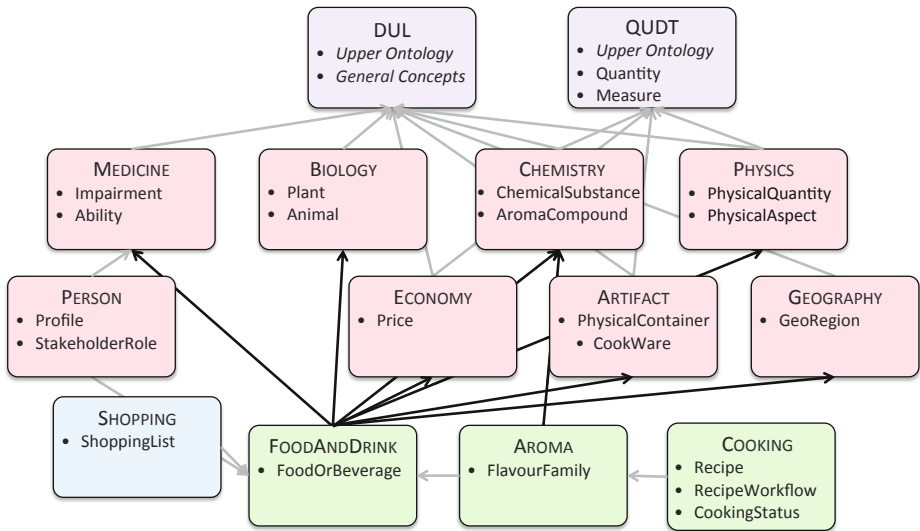 DUL
• Upper Ontology
• General Concepts
QUDT
• Upper Ontology
• Quantity
• Measure
MEDICINE
• Impairment
• Ability
BIOLOGY
• Plant
• Animal
CHEMISTRY
• ChemicalSubstance
• AromaCompound
PHYSICS
• PhysicalQuantity
• PhysicalAspect
PERSON
• Profile
• StakeholderRole
ECONOMY
• Price
ARTIFACT
• PhysicalContainer
• CookWare
GEOGRAPHY
• GeoRegion
SHOPPING
• ShoppingList
FOODANDDRINK
• FoodOrBeverage
AROMA
• FlavourFamily
COOKING
• Recipe
• RecipeWorkflow
• CookingStatus